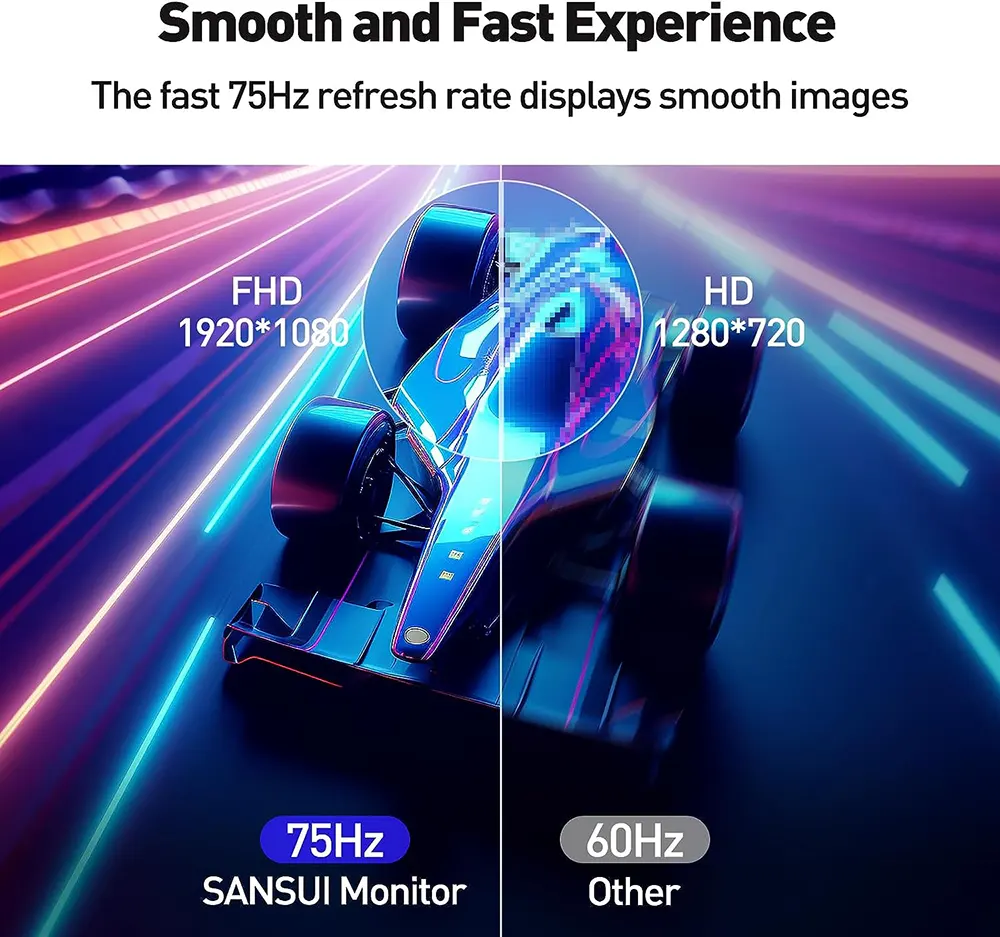 Smooth and Fast Experience
The fast 75Hz refresh rate displays smooth images
FHD
1920*1080
HD
1280*720
75Hz
SANSUI Monitor
60Hz
Other